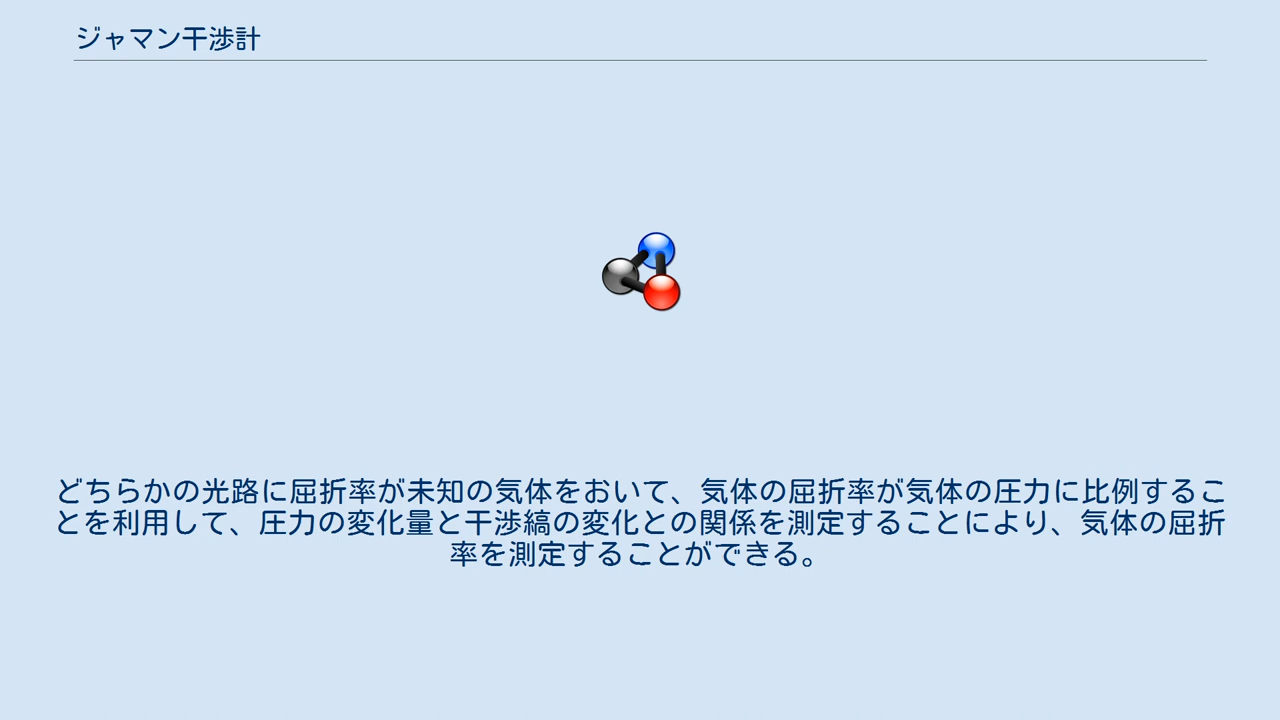 ジャマン干渉計
どちらかの光路に屈折率が未知の気体をおいて、気体の屈折率が気体の圧力に比例するこ
とを利用して、圧力の変化量と干渉縞の変化との関係を測定することにより、気体の屈折
率を測定することができる。